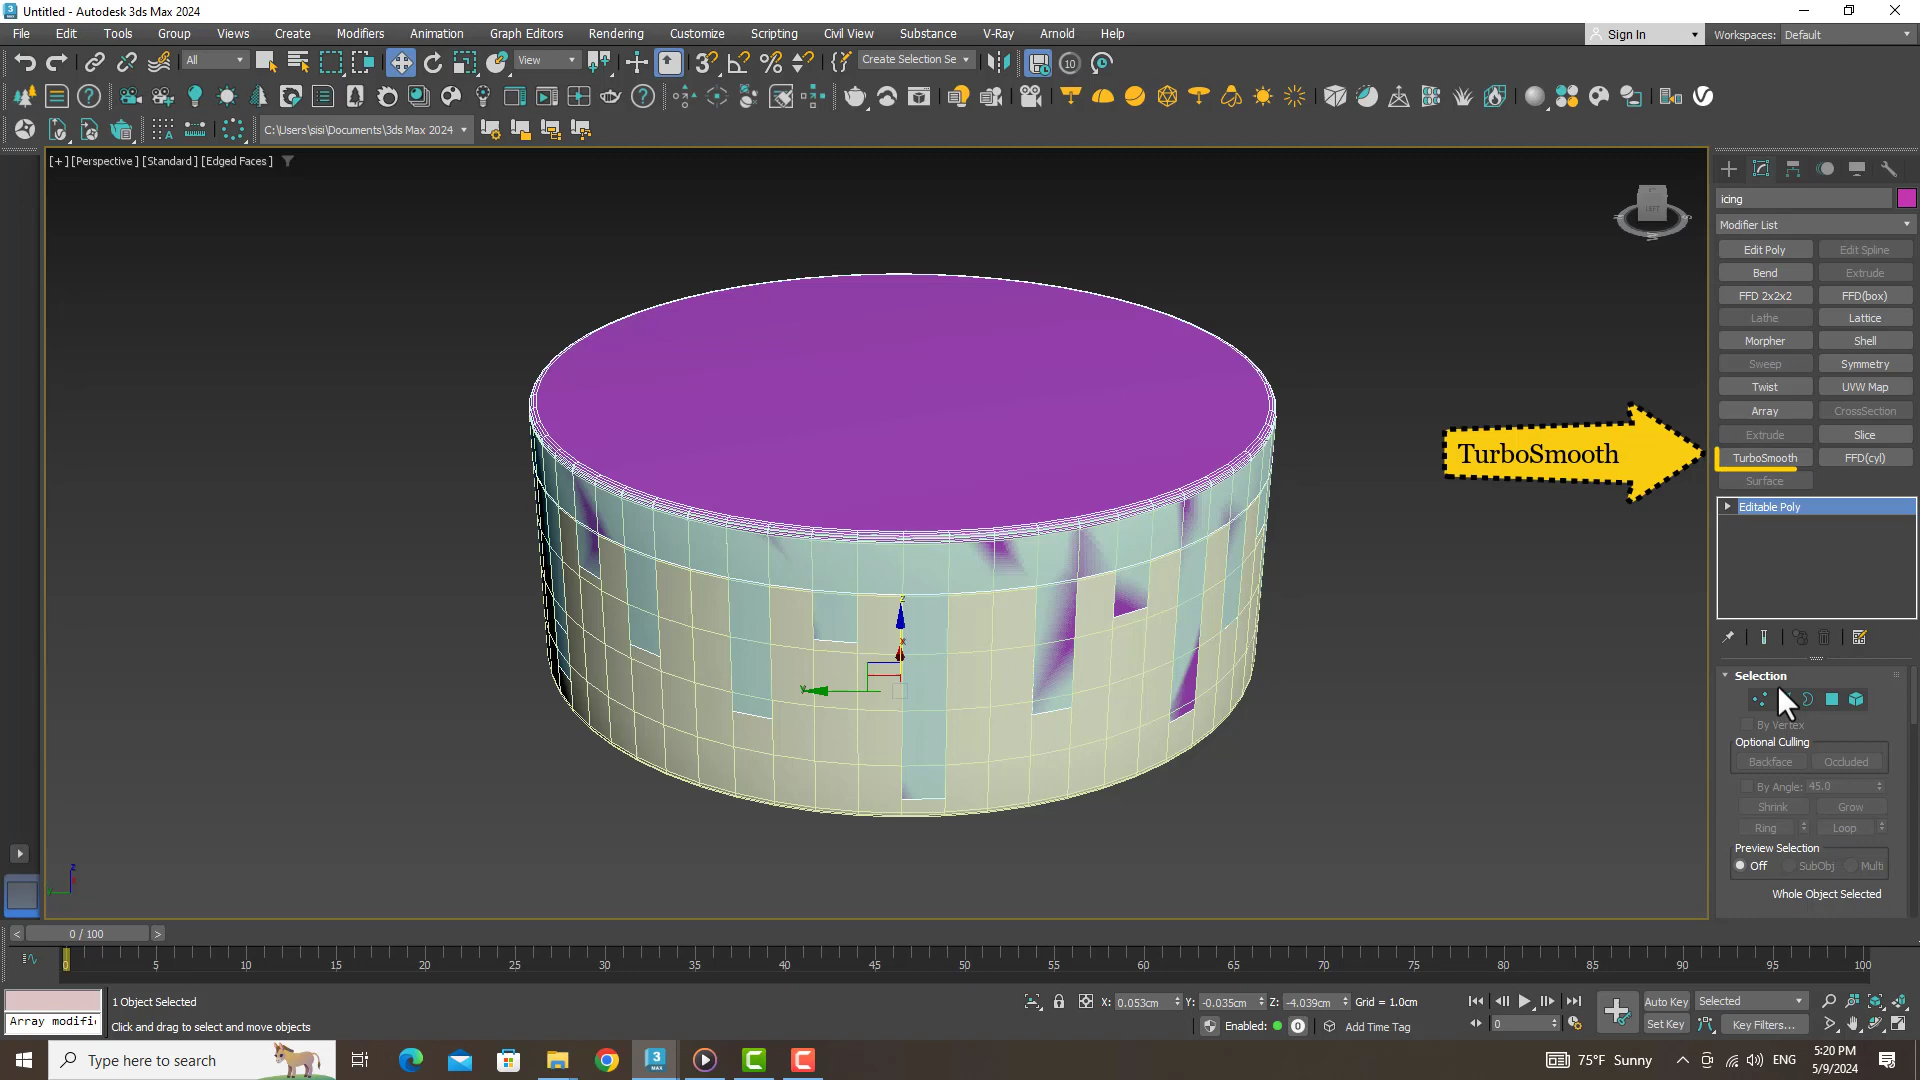 Untitled - Autodesk 3ds Max 2024
File Edit Tools Group Views Create Modifiers Animation Graph Editors Rendering Customize Scripting Civil View Substance V-Ray Arnold Help
Sign In Workspaces: Default
All View Create Selection Se
10
C:\Users\sisi\Documents\3ds Max 2024
[+] [Perspective] [Standard] [Edged Faces]
LEFT
icing
Modifier List
Edit Poly Edit Spline
Bend Extrude
FFD 2x2x2 FFD(box)
Lathe Lattice
Morpher Shell
Sweep Symmetry
Twist UVW Map
Array CrossSection
Extrude Slice
TurboSmooth FFD(cyl)
Surface
TurboSmooth
Editable Poly
z
x
y
Selection
By Vertex
Optional Culling
Backface Occluded
By Angle: 45.0
Shrink Grow
Ring Loop
Preview Selection
Off SubObj Multi
Whole Object Selected
z
< 0 / 100 >
0 5 10 15 20 25 30 35 40 45 50 55 60 65 70 75 80 85 90 95 100
1 Object Selected
X: 0.053cm Y: -0.035cm Z: -4.039cm Grid = 1.0cm
Auto Key Selected
Array modifi
Click and drag to select and move objects
Enabled: 0 Add Time Tag
0
Set Key Key Filters...
Type here to search
3
MAX
75°F Sunny
ENG
5:20 PM
5/9/2024